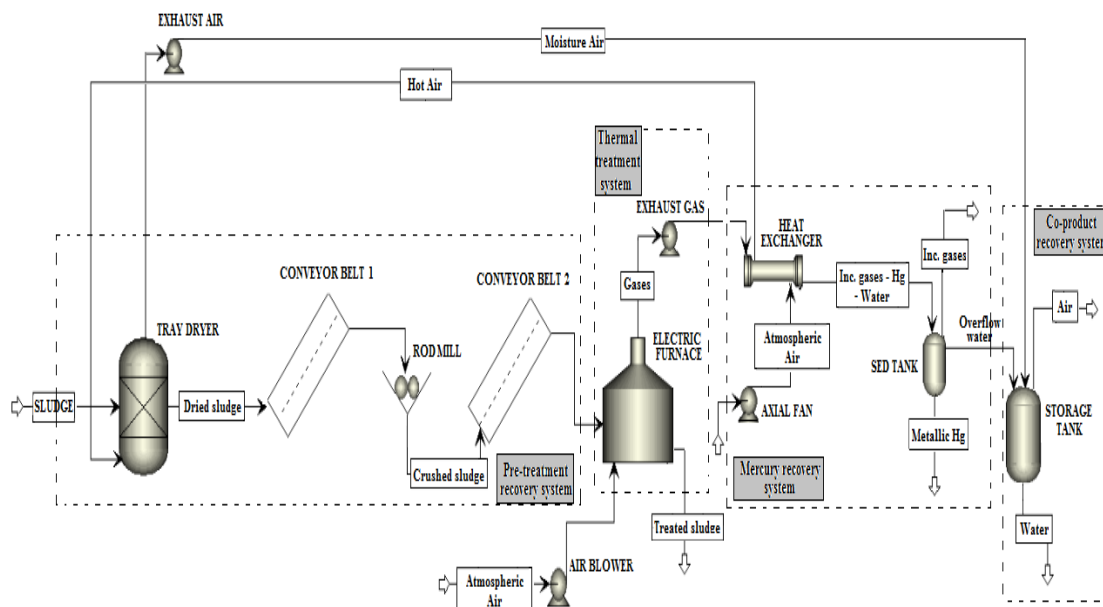 EXHAUST AIR
Moisture Air
Hot Air
Thermal
treatment
system
EXHAUST GAS
HEAT
EXCHANGER
Co-product
recovery system
Inc. gases
CONVEYOR BELT 1
CONVEYOR BELT 2
Gases
Inc. gases - Hg
- Water
Air
TRAY DRYER
ROD MILL
ELECTRIC
FURNACE
Atmospheric
Air
Overflow
water
SED TANK
SLUDGE
Dried sludge
AXIAL FAN
STORAGE
TANK
Metallic Hg
Crushed sludge
Pre-treatment
recovery system
Mercury recovery
system
Treated sludge
Water
AIR BLOWER
Atmospheric
Air